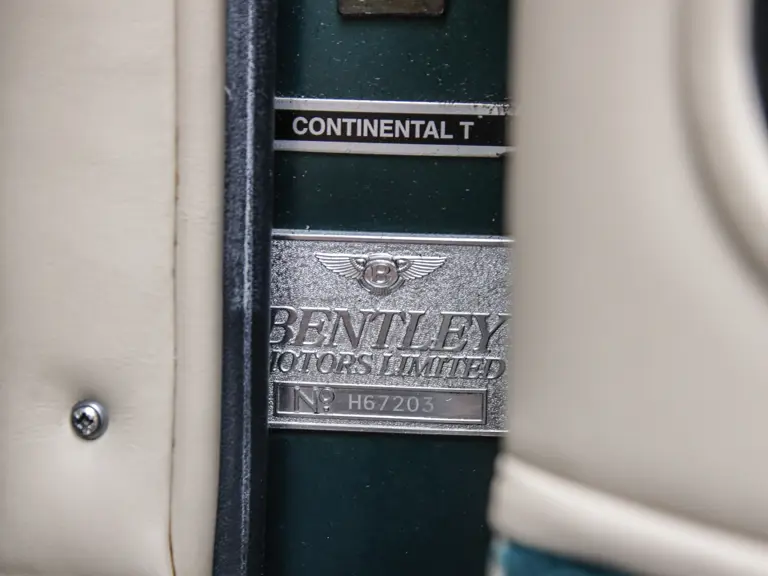 CONTINENTAL T
B
BENTLEY
MOTORS LIMITED
Nº H67203